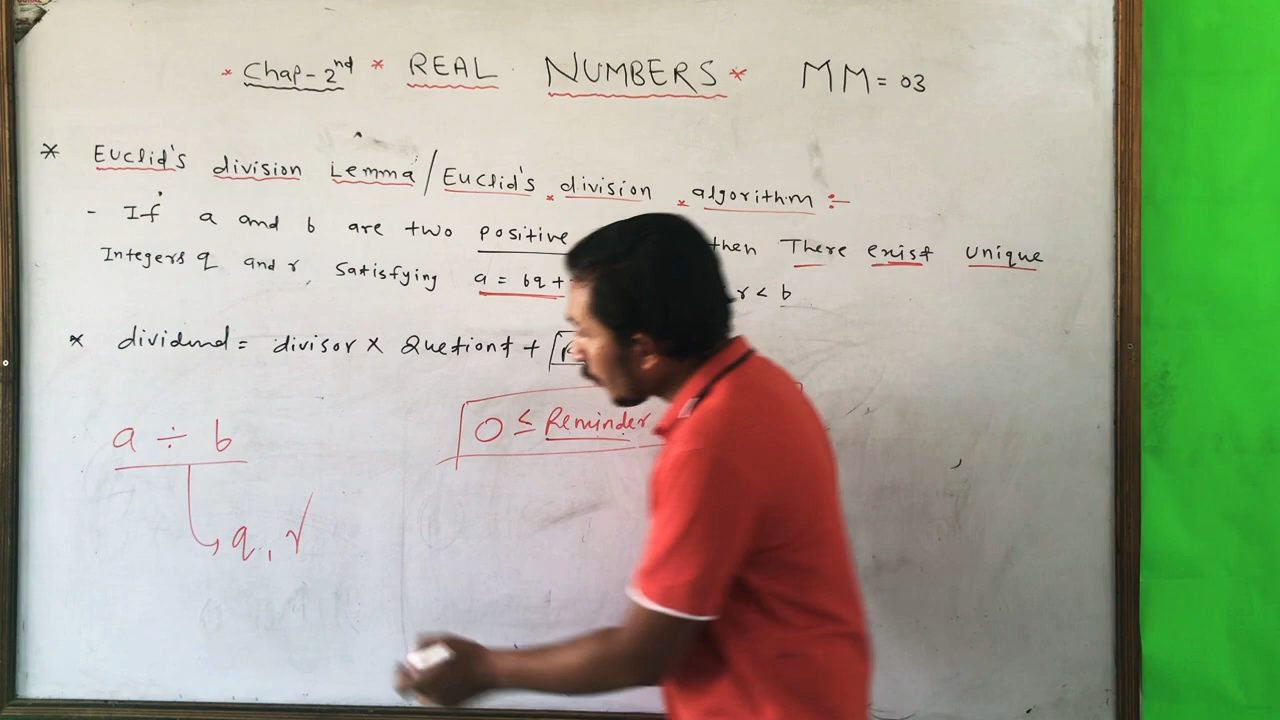 * Chap-2nd * REAL NUMBERS * MM = 03
* Euclid's division Lemma / Euclid's division algorithm :-
- If a and b are two positive then There exist unique
Integers q and r, Satisfying a = bq + r < b
* dividend = divisor x Quetiont +
0 ≤ Reminder
a ÷ b
q, r